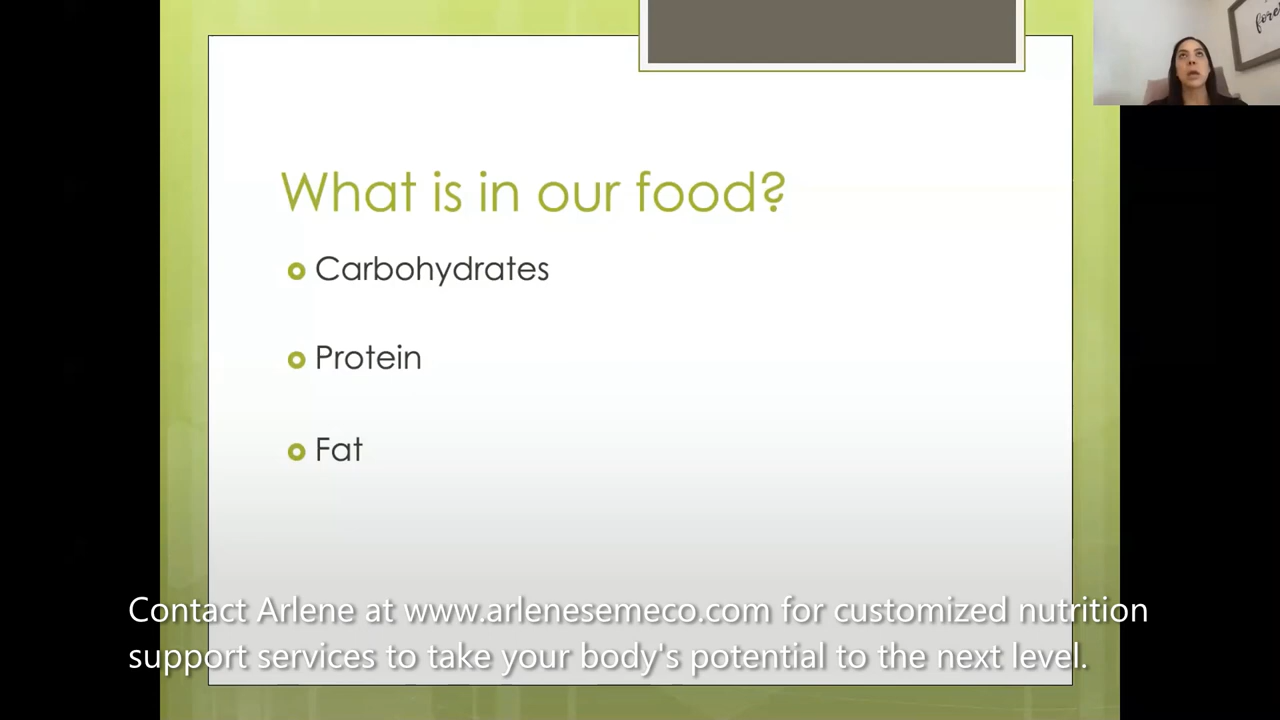 What is in our food?
Carbohydrates
Protein
Fat
Contact Arlene at www.arlenesemeco.com for customized nutrition
support services to take your body's potential to the next level.